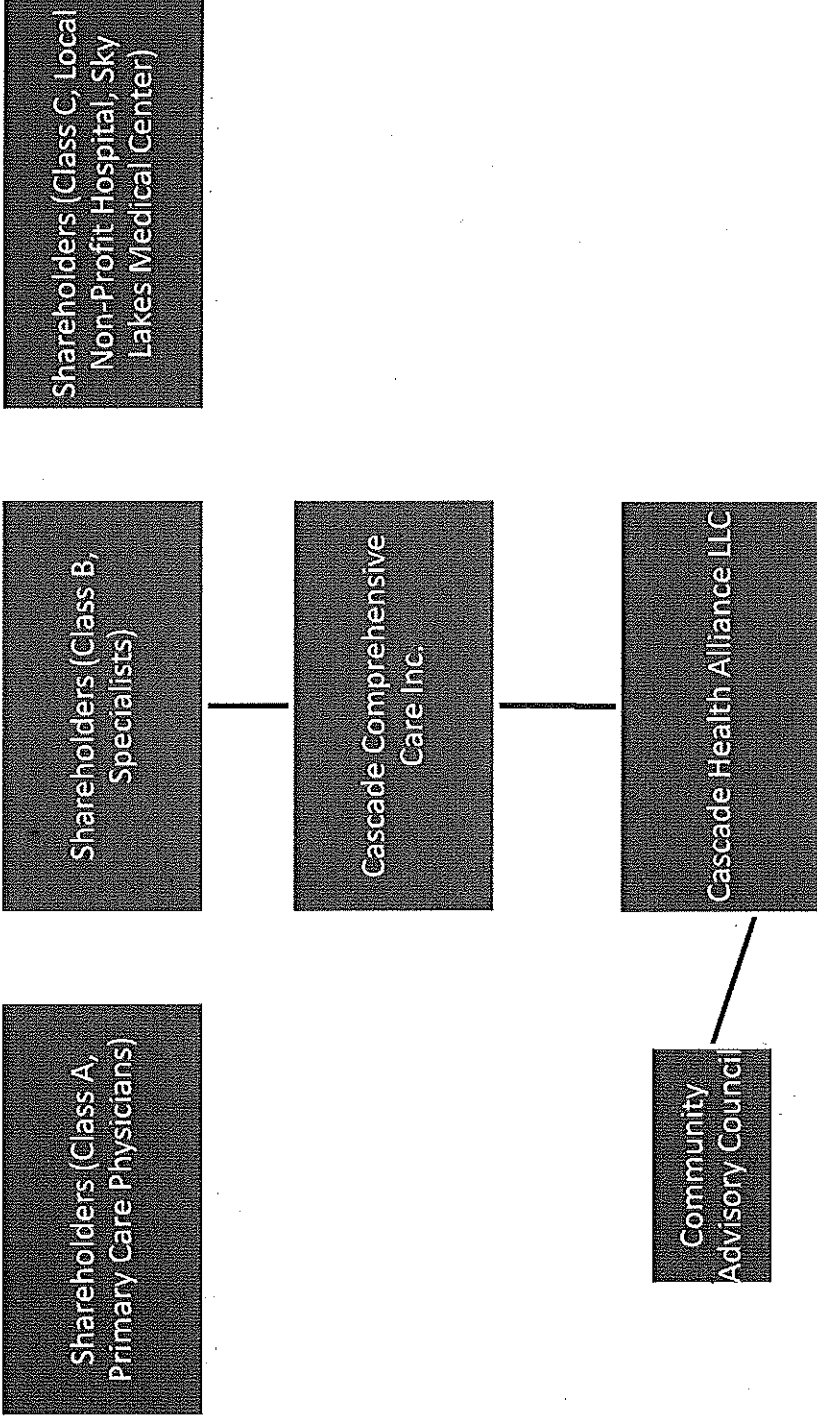 Shareholders (Class A,
Primary Care Physicians)
Shareholders (Class B,
Specialists)
Shareholders (Class C, Local
Non-Profit Hospital, Sky
Lakes Medical Center)
Cascade Comprehensive
Care Inc.
Community
Advisory Council
Cascade Health Alliance LLC